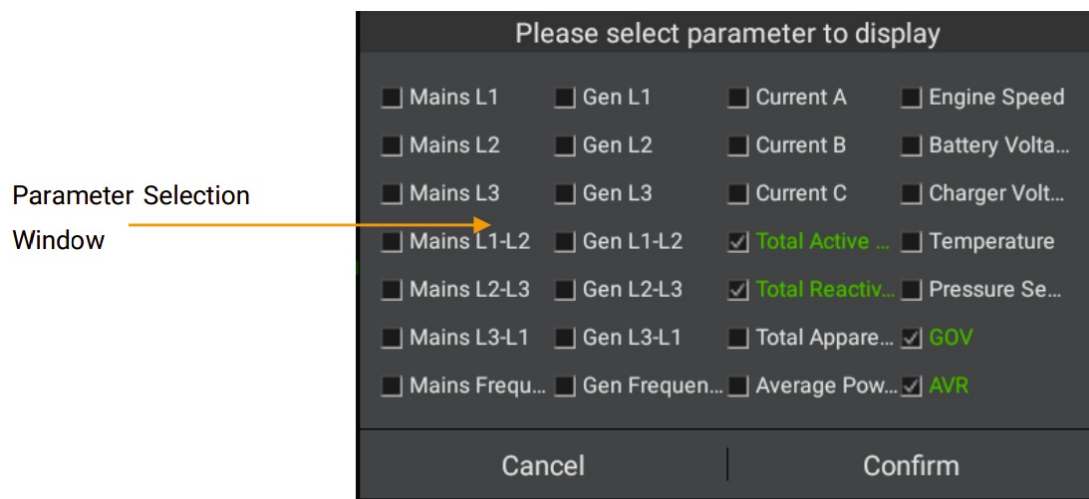 Please select parameter to display
Mains L1 Gen L1 Current A Engine Speed
Mains L2 Gen L2 Current B Battery Volta...
Parameter Selection
Window
Mains L3 Gen L3 Current C Charger Volt...
Mains L1-L2 Gen L1-L2 Total Active ... Temperature
Mains L2-L3 Gen L2-L3 Total Reactiv... Pressure Se...
Mains L3-L1 Gen L3-L1 Total Appare... GOV
Mains Frequ... Gen Frequen... Average Pow... AVR
Cancel Confirm